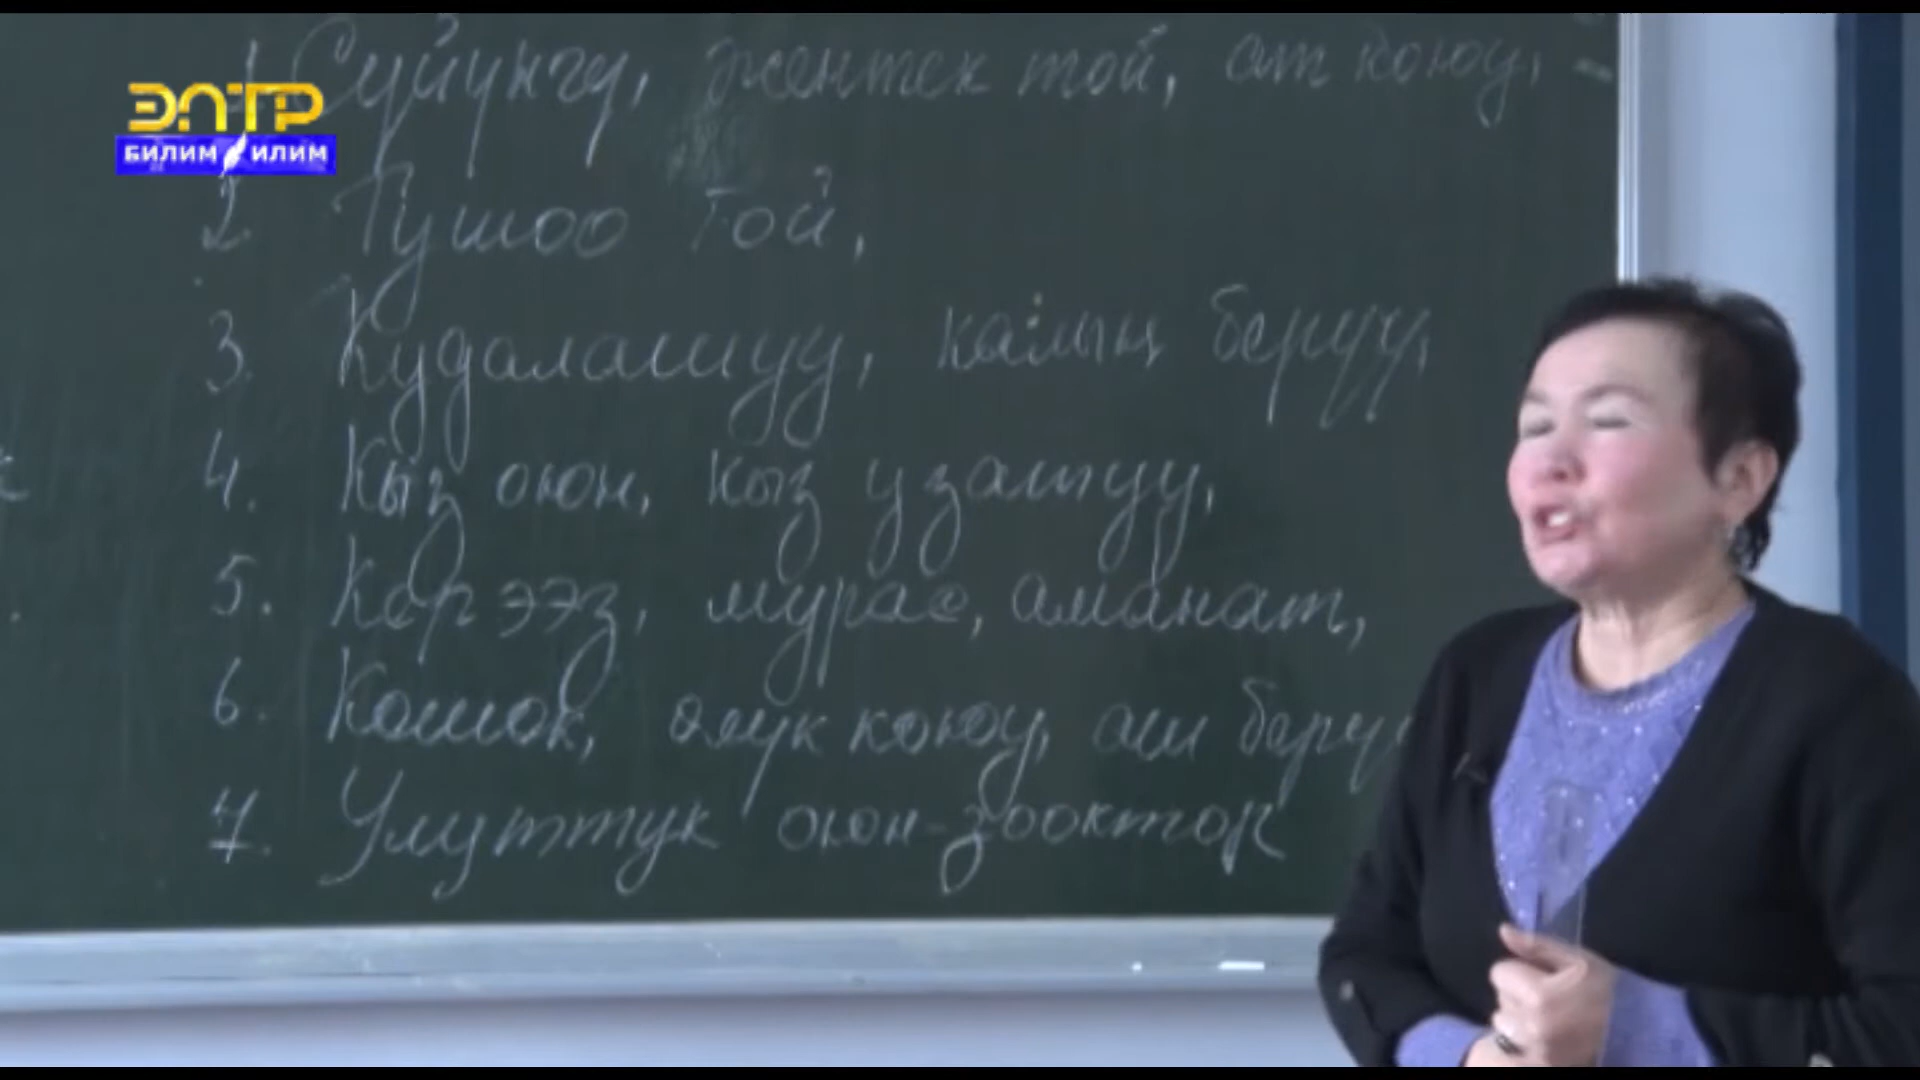 ЭЛТР
БИЛИМ ИЛИМ
1 Сүйүнчү, жентек той, ат коюу,
2. Тушоо той,
3. Кудалашуу, калың берүү,
4. Кыз оюн, кыз узатуу,
5. Керээз, мурас, аманат,
6. Кошок, өлүк коюу, аш берүү
7. Улуттук оюн-зооктор